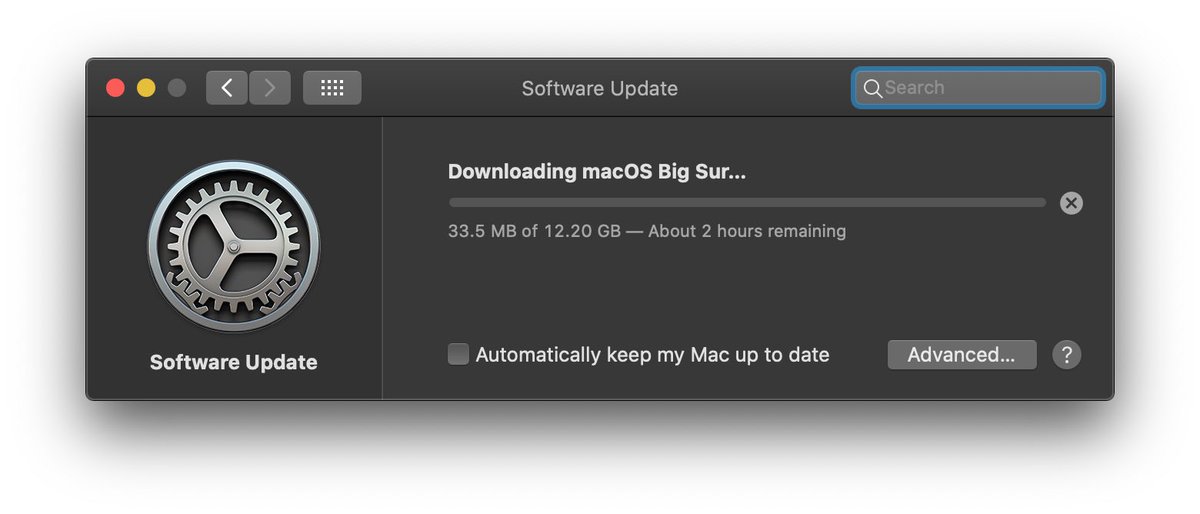 Software Update
Search
Software Update
Downloading macOS Big Sur...
33.5 MB of 12.20 GB — About 2 hours remaining
Automatically keep my Mac up to date
Advanced...
?